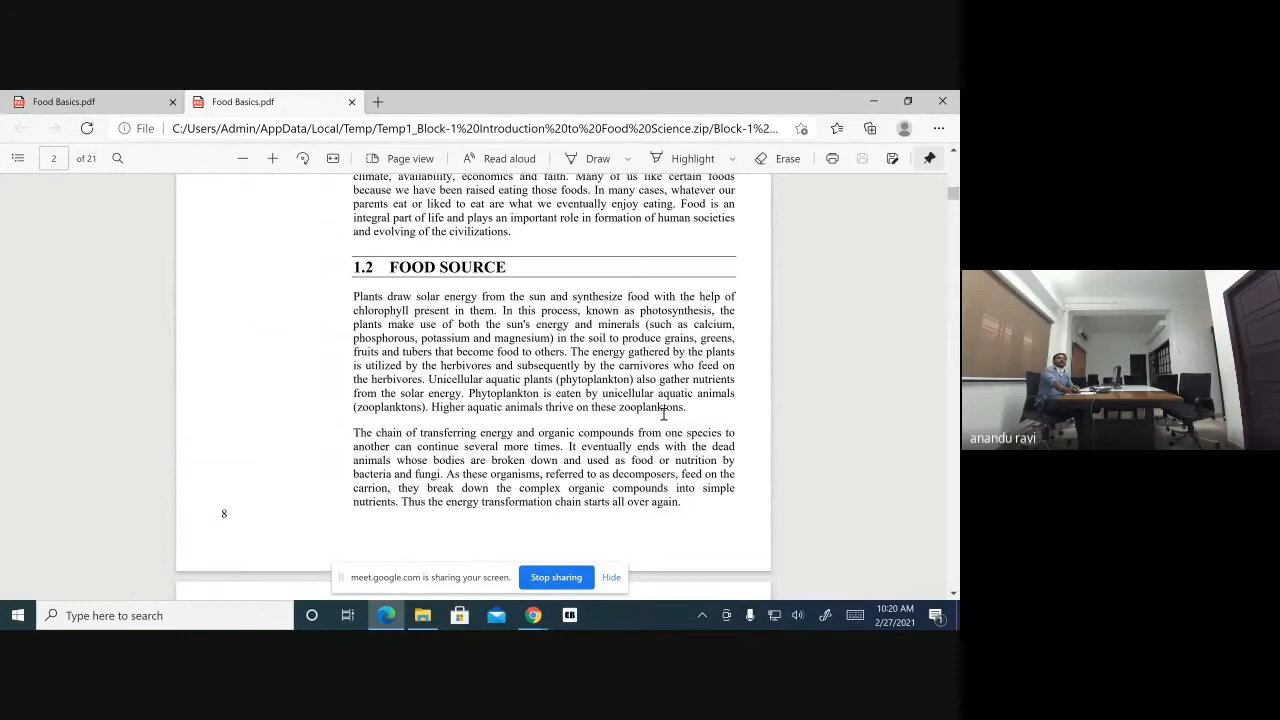 Food Basics.pdf
Food Basics.pdf
File
C:/Users/Admin/AppData/Local/Temp/Temp1_Block-1%20Introduction%20to%20Food%20Science.zip/Block-1%2...
2
of 21
Page view
Read aloud
Draw
Highlight
Erase
climate, availability, economics and faith. Many of us like certain foods
because we have been raised eating those foods. In many cases, whatever our
parents eat or liked to eat are what we eventually enjoy eating. Food is an
integral part of life and plays an important role in formation of human societies
and evolving of the civilizations.
1.2 FOOD SOURCE
Plants draw solar energy from the sun and synthesize food with the help of
chlorophyll present in them. In this process, known as photosynthesis, the
plants make use of both the sun's energy and minerals (such as calcium,
phosphorous, potassium and magnesium) in the soil to produce grains, greens,
fruits and tubers that become food to others. The energy gathered by the plants
is utilized by the herbivores and subsequently by the carnivores who feed on
the herbivores. Unicellular aquatic plants (phytoplankton) also gather nutrients
from the solar energy. Phytoplankton is eaten by unicellular aquatic animals
(zooplanktons). Higher aquatic animals thrive on these zooplanktons.
The chain of transferring energy and organic compounds from one species to
another can continue several more times. It eventually ends with the dead
animals whose bodies are broken down and used as food or nutrition by
bacteria and fungi. As these organisms, referred to as decomposers, feed on the
carrion, they break down the complex organic compounds into simple
nutrients. Thus the energy transformation chain starts all over again.
8
meet.google.com is sharing your screen.
Stop sharing
Hide
anandu ravi
Type here to search
10:20 AM
2/27/2021